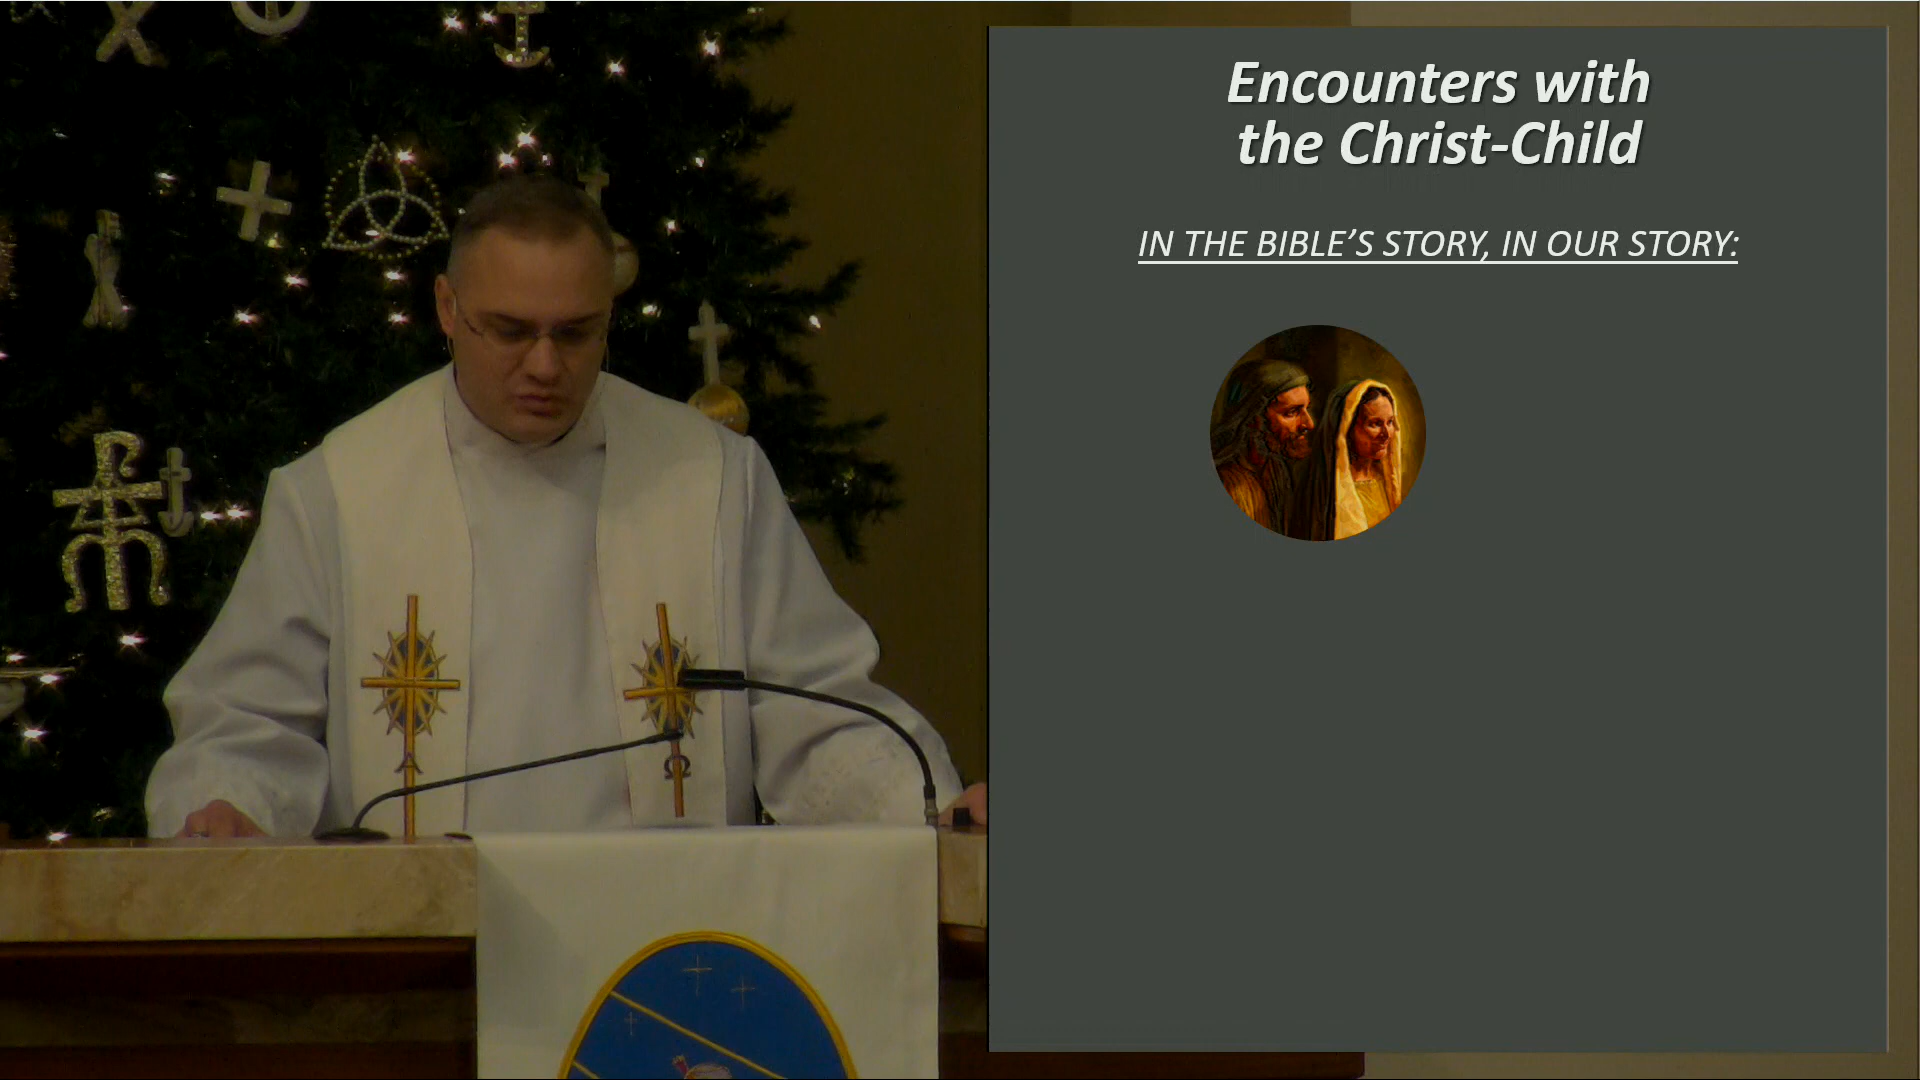 Encounters with
the Christ-Child
IN THE BIBLE’S STORY, IN OUR STORY:
Α
Ω